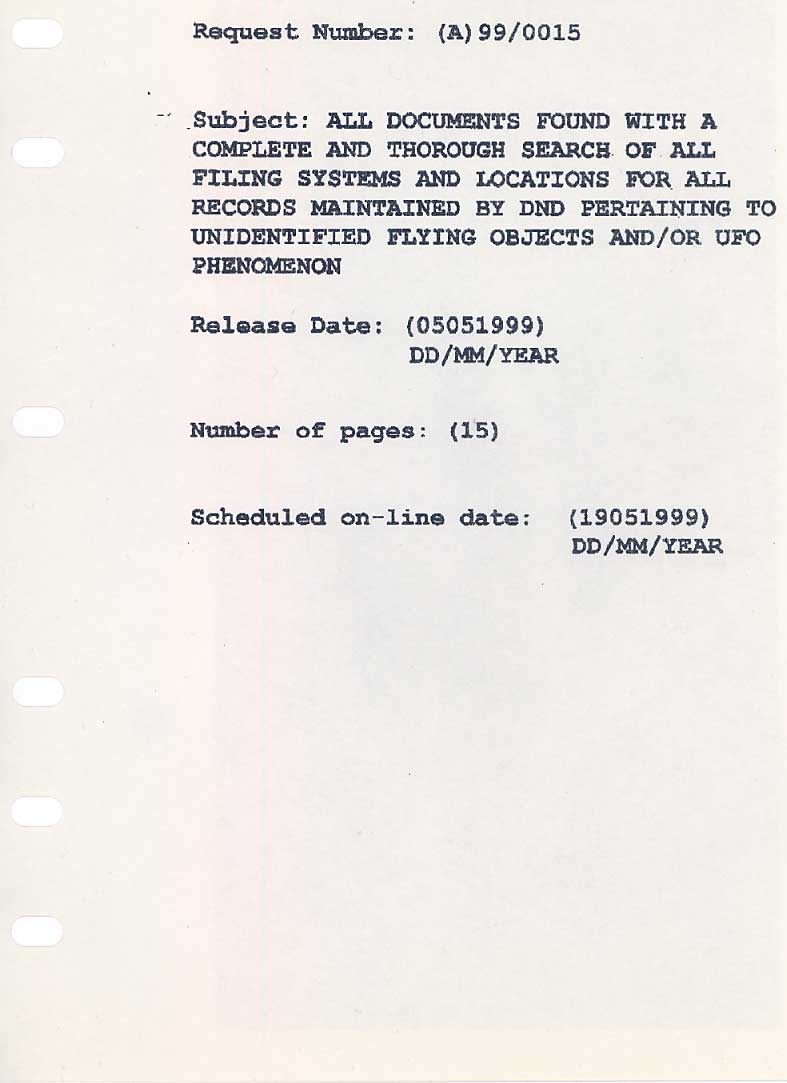 Request Number: (A)99/0015
Subject: ALL DOCUMENTS FOUND WITH A
COMPLETE AND THOROUGH SEARCH OF ALL
FILING SYSTEMS AND LOCATIONS FOR ALL
RECORDS MAINTAINED BY DND PERTAINING TO
UNIDENTIFIED FLYING OBJECTS AND/OR UFO
PHENOMENON
Release Date: (05051999)
DD/MM/YEAR
Number of pages: (15)
Scheduled on-line date: (19051999)
DD/MM/YEAR